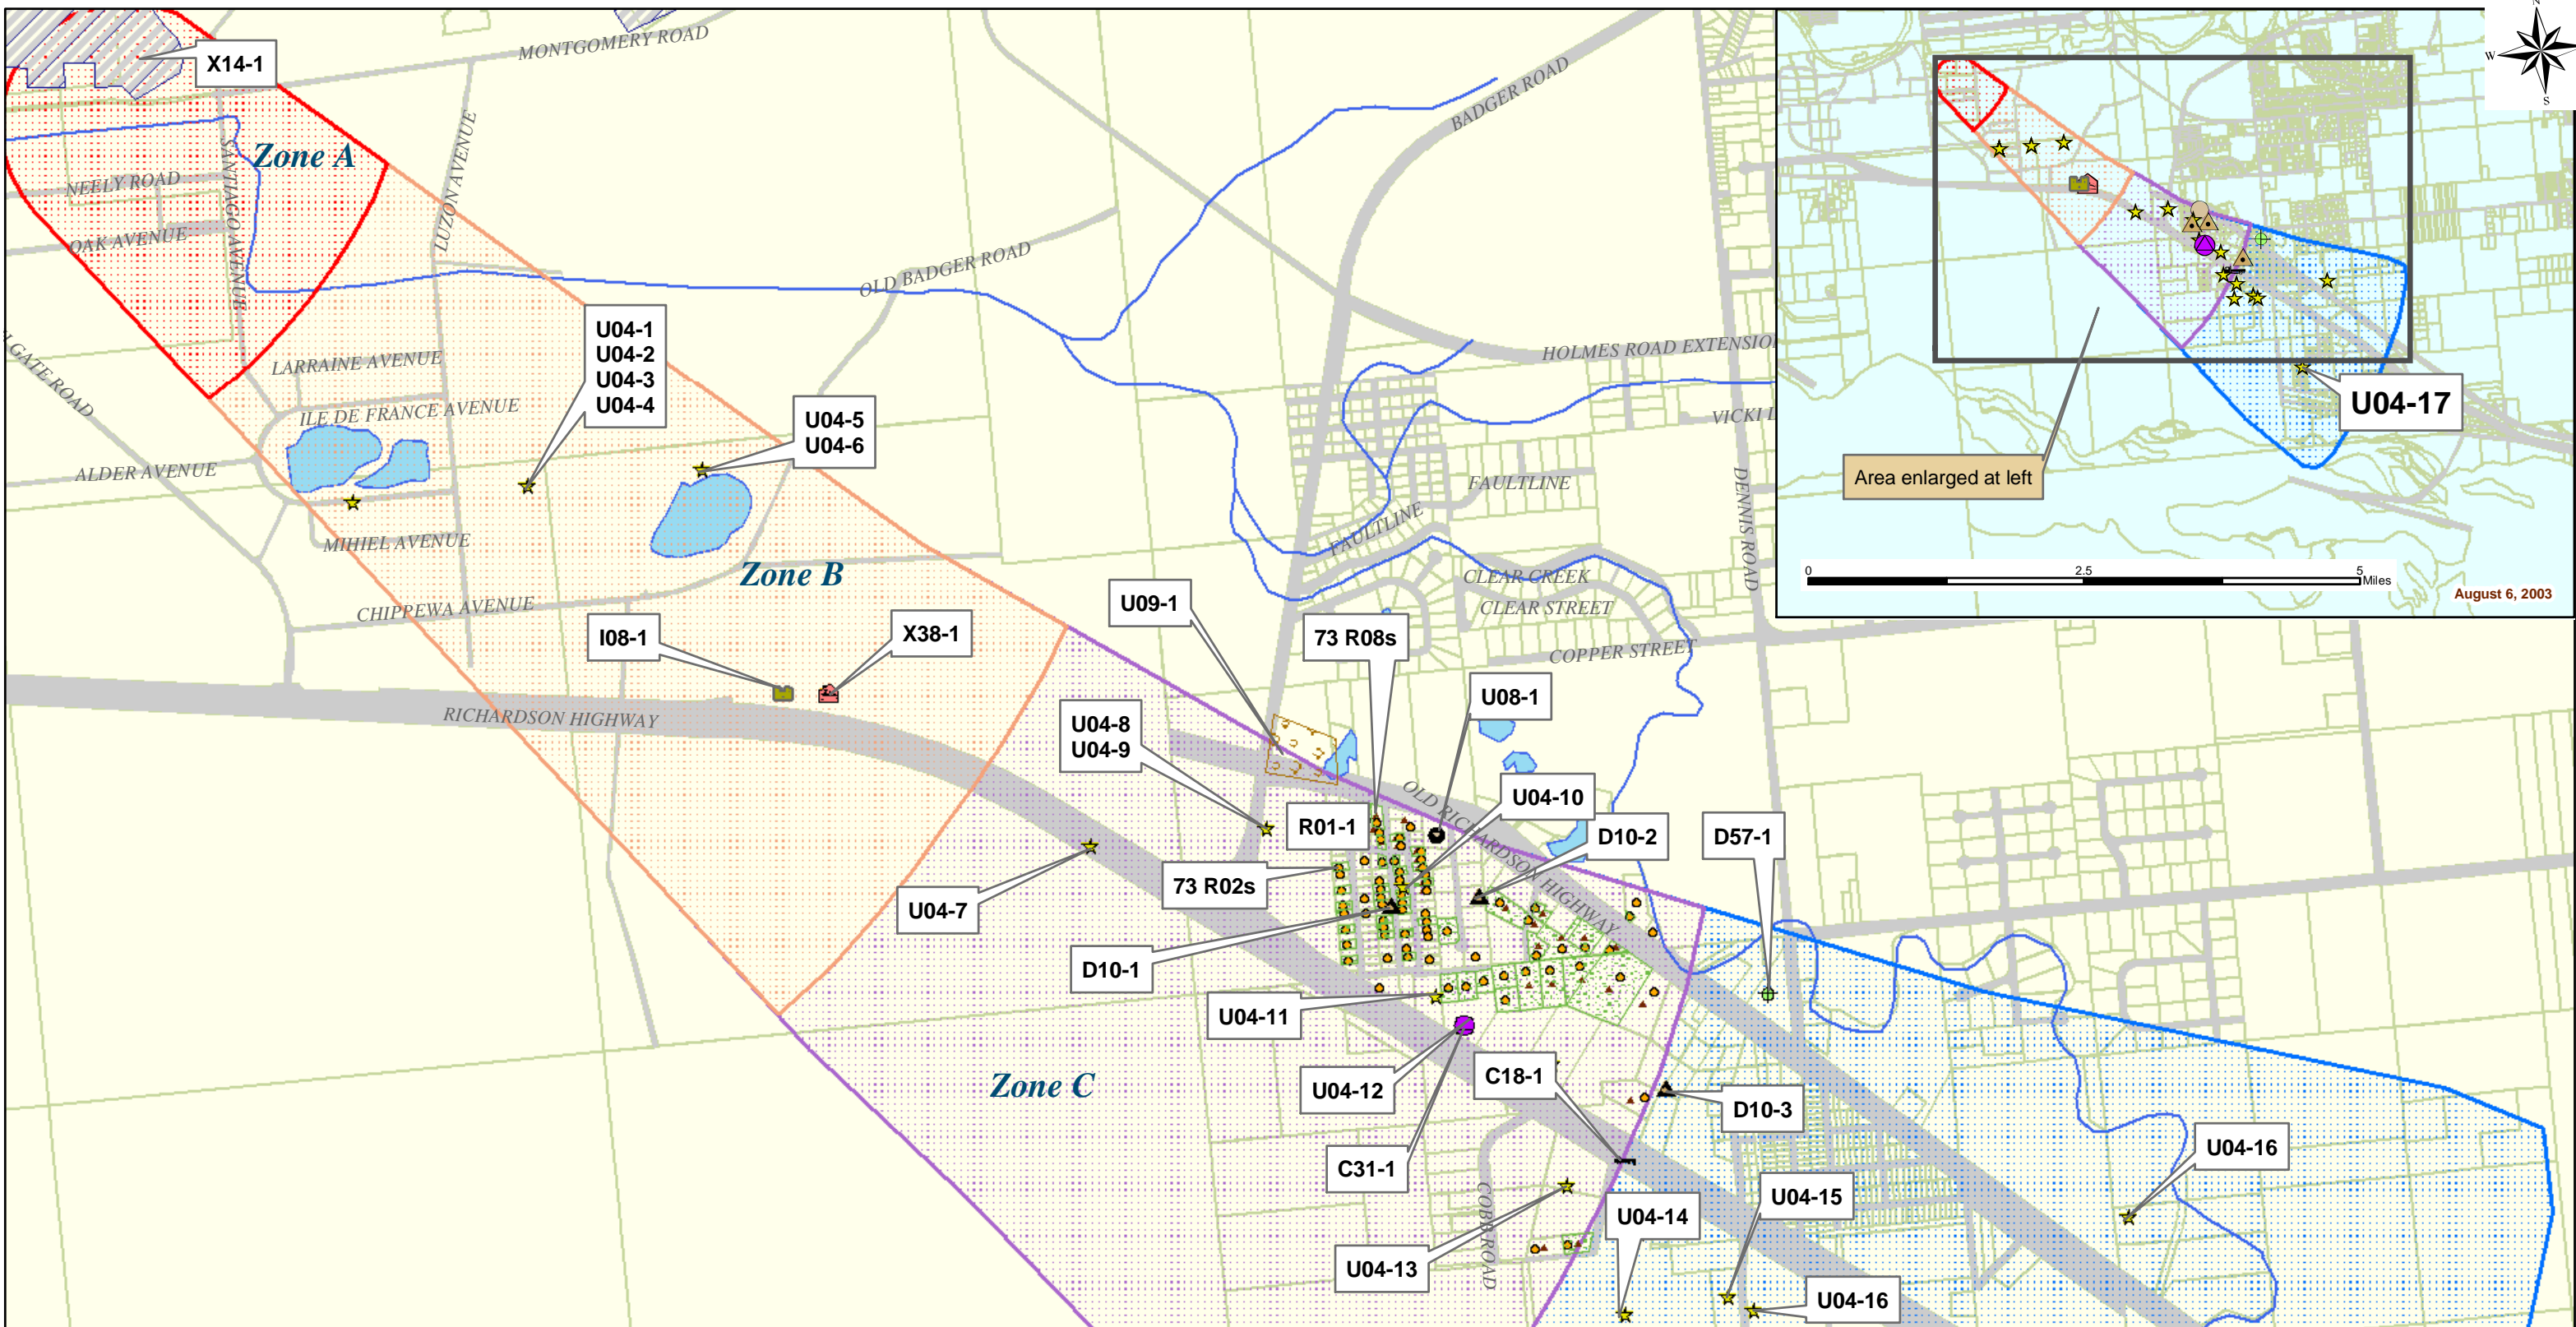 X14-1
MONTGOMERY ROAD
BADGER ROAD
Zone A
SANTIAGO AVENUE
LUZON AVENUE
NEELY ROAD
OAK AVENUE
OLD BADGER ROAD
GATE ROAD
LARRAINE AVENUE
ILE DE FRANCE AVENUE
ALDER AVENUE
MIHIEL AVENUE
CHIPPEWA AVENUE
U04-1
U04-2
U04-3
U04-4
U04-5
U04-6
Zone B
HOLMES ROAD EXTENSIO
VICKI L
FAULTLINE
FAULTLINE
DENNIS ROAD
CLEAR CREEK
CLEAR STREET
COPPER STREET
I08-1
X38-1
U09-1
73 R08s
U08-1
RICHARDSON HIGHWAY
U04-8
U04-9
U04-10
R01-1
OLD RICHARDSON HIGHWAY
D10-2
D57-1
73 R02s
U04-7
D10-1
U04-11
Zone C
U04-12
C18-1
D10-3
C31-1
U04-16
U04-15
U04-14
COBB ROAD
U04-13
U04-16
N
W
S
U04-17
Area enlarged at left
0 2.5 5
Miles
August 6, 2003